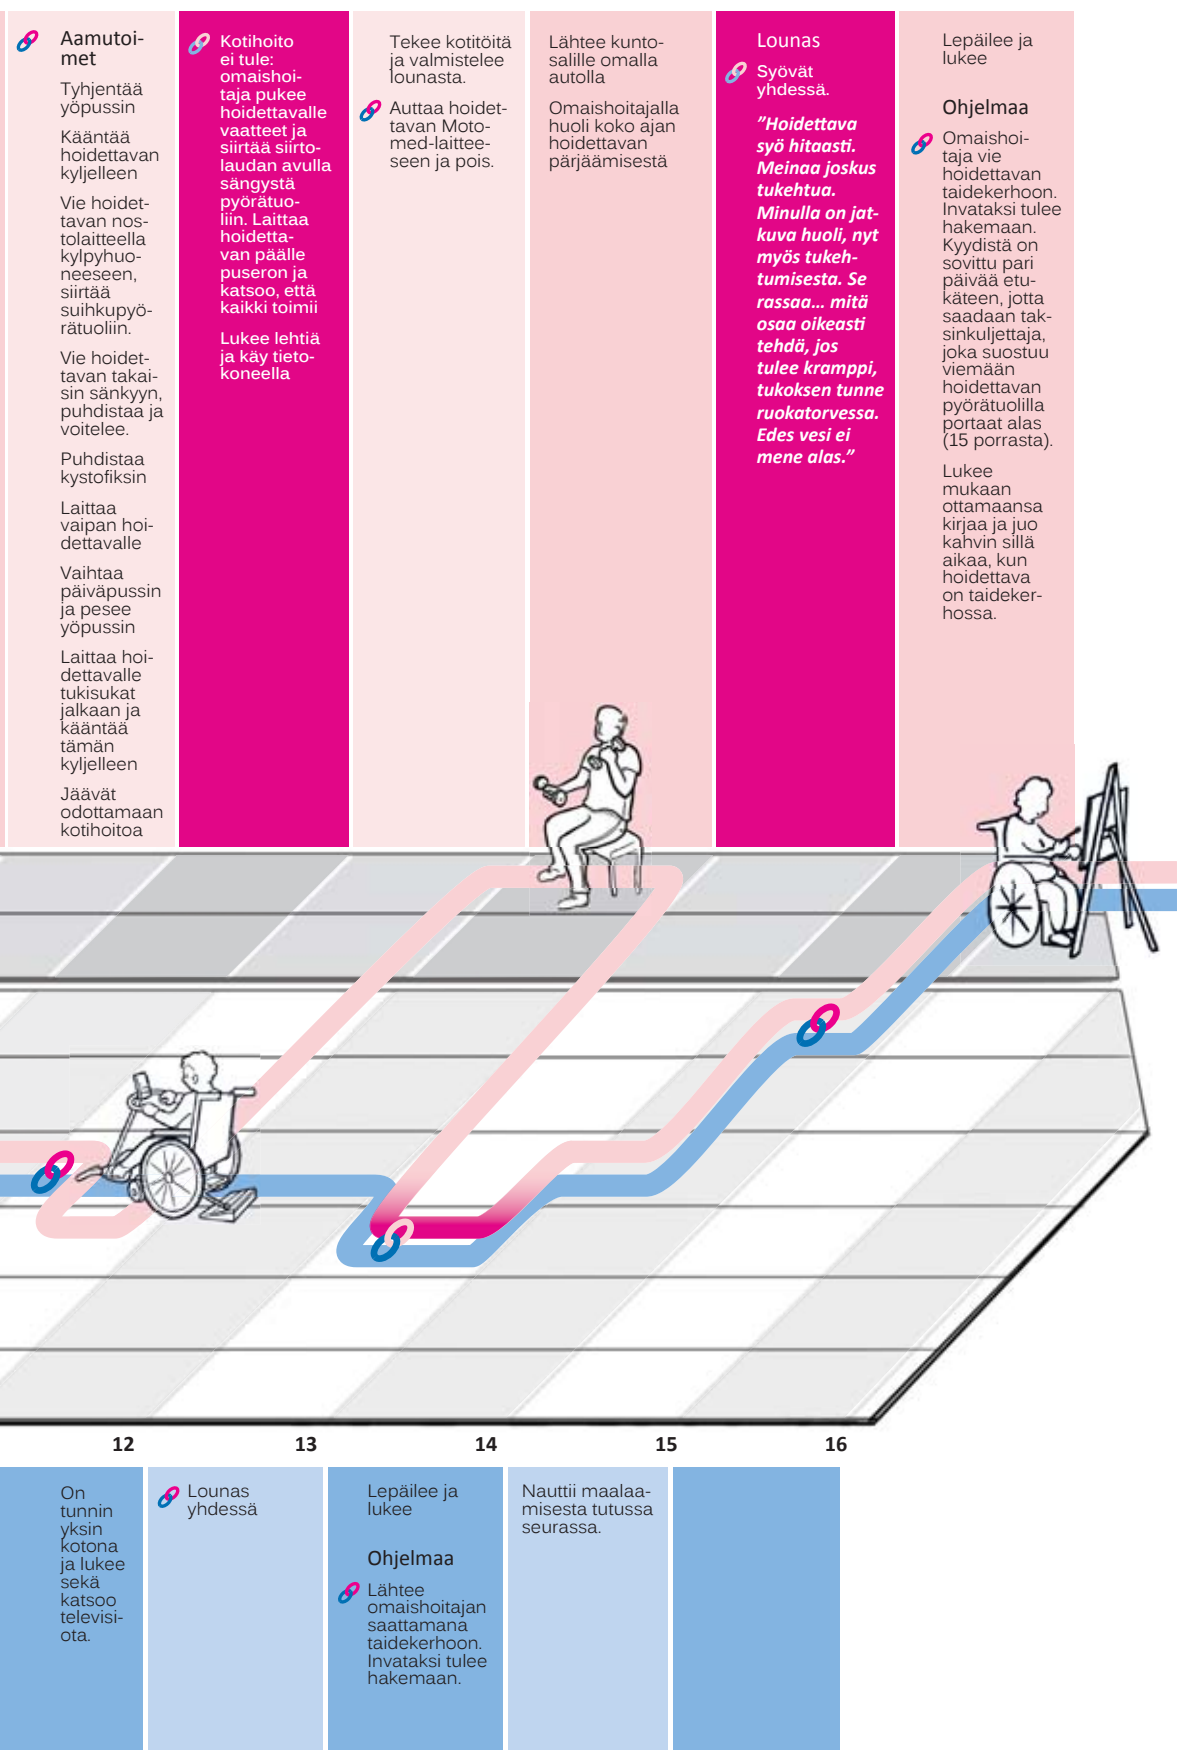 Aamutoi-
met
Tyhjentää
yöpussin
Kääntää
hoidettavan
kyljelleen
Vie hoidet-
tavan nos-
tolaitteella
kylpyhuo-
neeseen,
siirtää
suihkupyö-
rätuoliin.
Vie hoidet-
tavan takai-
sin sänkyyn,
puhdistaa ja
voitelee.
Puhdistaa
kystofiksin
Laittaa
vaipan hoi-
dettavalle
Vaihtaa
päiväpussin
ja pesee
yöpussin
Laittaa hoi-
dettavalle
tukisukat
jalkaan ja
kääntää
tämän
kyljelleen
Jäävät
odottamaan
kotihoitoa
Kotihoito
ei tule:
omaishoi-
taja pukee
hoidettavalle
vaatteet ja
siirtää siirto-
laudan avulla
sängystä
pyörätuo-
liin. Laittaa
hoidetta-
van päälle
puseron ja
katsoo, että
kaikki toimii
Lukee lehtiä
ja käy tieto-
koneella
Tekee kotitöitä
ja valmistelee
lounasta.
Auttaa hoidet-
tavan Moto-
med-laittee-
seen ja pois.
Lähtee kunto-
salille omalla
autolla
Omaishoitajalla
huoli koko ajan
hoidettavan
pärjäämisestä
Lounas
Syövät
yhdessä.
”Hoidettava
syö hitaasti.
Meinaa joskus
tukehtua.
Minulla on jat-
kuva huoli, nyt
myös tukeh-
tumisesta. Se
rassaa... mitä
osaa oikeasti
tehdä, jos
tulee kramppi,
tukoksen tunne
ruokatorvessa.
Edes vesi ei
mene alas.”
Lepäilee ja
lukee
Ohjelmaa
Omaishoi-
taja vie
hoidettavan
taidekerhoon.
Invataksi tulee
hakemaan.
Kyydistä on
sovittu pari
päivää etu-
käteen, jotta
saadaan tak-
sinkuljettaja,
joka suostuu
viemään
hoidettavan
pyörätuolilla
portaat alas
(15 porrasta).
Lukee
mukaan
ottamaansa
kirjaa ja juo
kahvin sillä
aikaa, kun
hoidettava
on taideker-
hossa.
12 13 14 15 16
On
tunnin
yksin
kotona
ja lukee
sekä
katsoo
televisi-
ota.
Lounas
yhdessä
Lepäilee ja
lukee
Ohjelmaa
Lähtee
omaishoitajan
saattamana
taidekerhoon.
Invataksi tulee
hakemaan.
Nauttii maalaa-
misesta tutussa
seurassa.